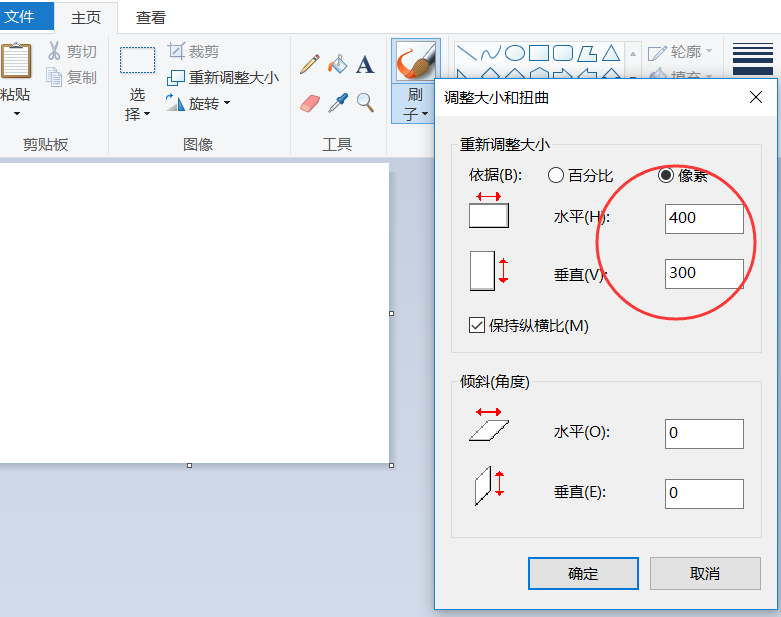 文件 主页 查看
粘贴
剪切
复制
剪贴板
选
择
裁剪
重新调整大小
旋转
图像
A
工具
刷
子
轮廓
填充
调整大小和扭曲
重新调整大小
依据(B): 百分比 像素
水平(H): 400
垂直(V): 300
保持纵横比(M)
倾斜(角度)
水平(O): 0
垂直(E): 0
确定 取消